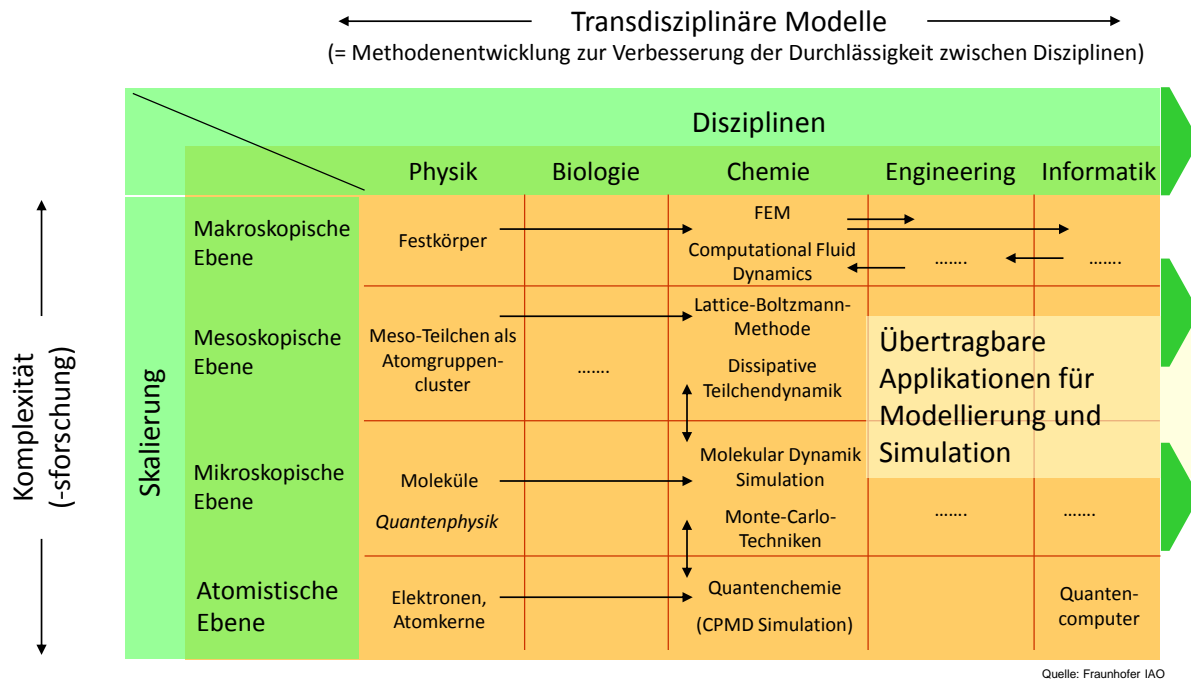 Transdisziplinäre Modelle
(= Methodenentwicklung zur Verbesserung der Durchlässigkeit zwischen Disziplinen)
Disziplinen
Physik
Biologie
Chemie
Engineering
Informatik
Komplexität
(-sforschung)
Skalierung
Makroskopische
Ebene
Festkörper
FEM
Computational Fluid
Dynamics
…….
…….
Mesoskopische
Ebene
Meso-Teilchen als
Atomgruppen-
cluster
…….
Lattice-Boltzmann-
Methode
Dissipative
Teilchendynamik
Übertragbare
Applikationen für
Modellierung und
Simulation
Mikroskopische
Ebene
Moleküle
Quantenphysik
Molekular Dynamik
Simulation
Monte-Carlo-
Techniken
…….
…….
Atomistische
Ebene
Elektronen,
Atomkerne
Quantenchemie
(CPMD Simulation)
Quanten-
computer
Quelle: Fraunhofer IAO